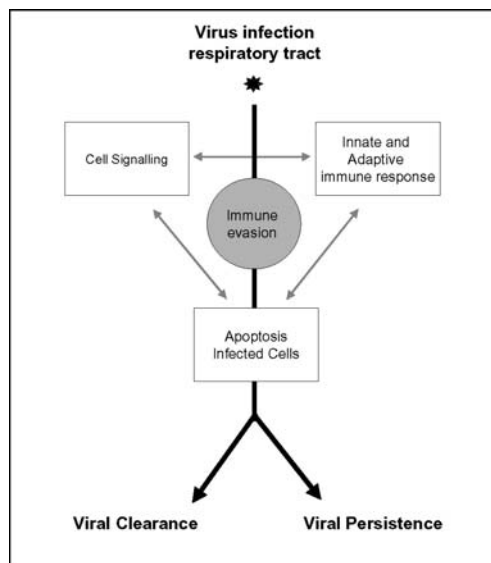 Virus infection
respiratory tract
Cell Signalling
Innate and
Adaptive
immune response
Immune
evasion
Apoptosis
Infected Cells
Viral Clearance
Viral Persistence